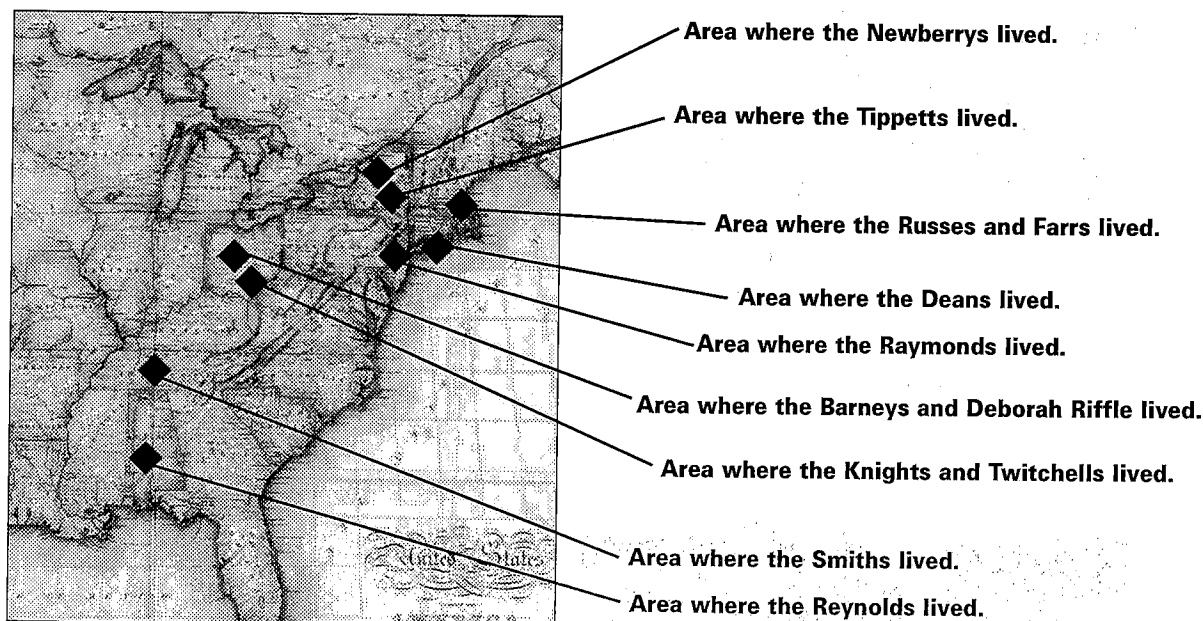 Area where the Newberrys lived.
Area where the Tippetts lived.
Area where the Russes and Farrs lived.
Area where the Deans lived.
Area where the Raymonds lived.
Area where the Barneys and Deborah Riffle lived.
Area where the Knights and Twitchells lived.
Area where the Smiths lived.
Area where the Reynolds lived.
United States